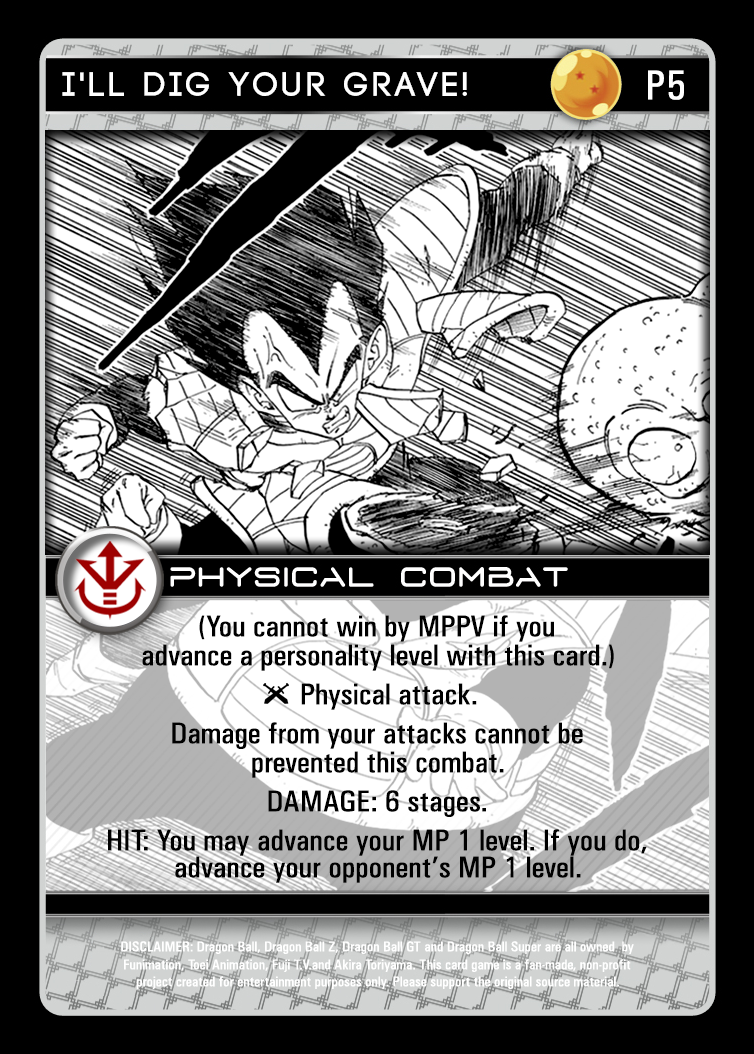 I'LL DIG YOUR GRAVE!
P5
PHYSICAL COMBAT
(You cannot win by MPPV if you
advance a personality level with this card.)
Physical attack.
Damage from your attacks cannot be
prevented this combat.
DAMAGE: 6 stages.
HIT: You may advance your MP 1 level. If you do,
advance your opponent's MP 1 level.
DISCLAIMER: Dragon Ball, Dragon Ball Z, Dragon Ball GT and Dragon Ball Super are all owned by
Funimation, Toei Animation, Fuji T.V.and Akira Toriyama. This card game is a fan-made, non-profit
project created for entertainment purposes only. Please support the original source material.